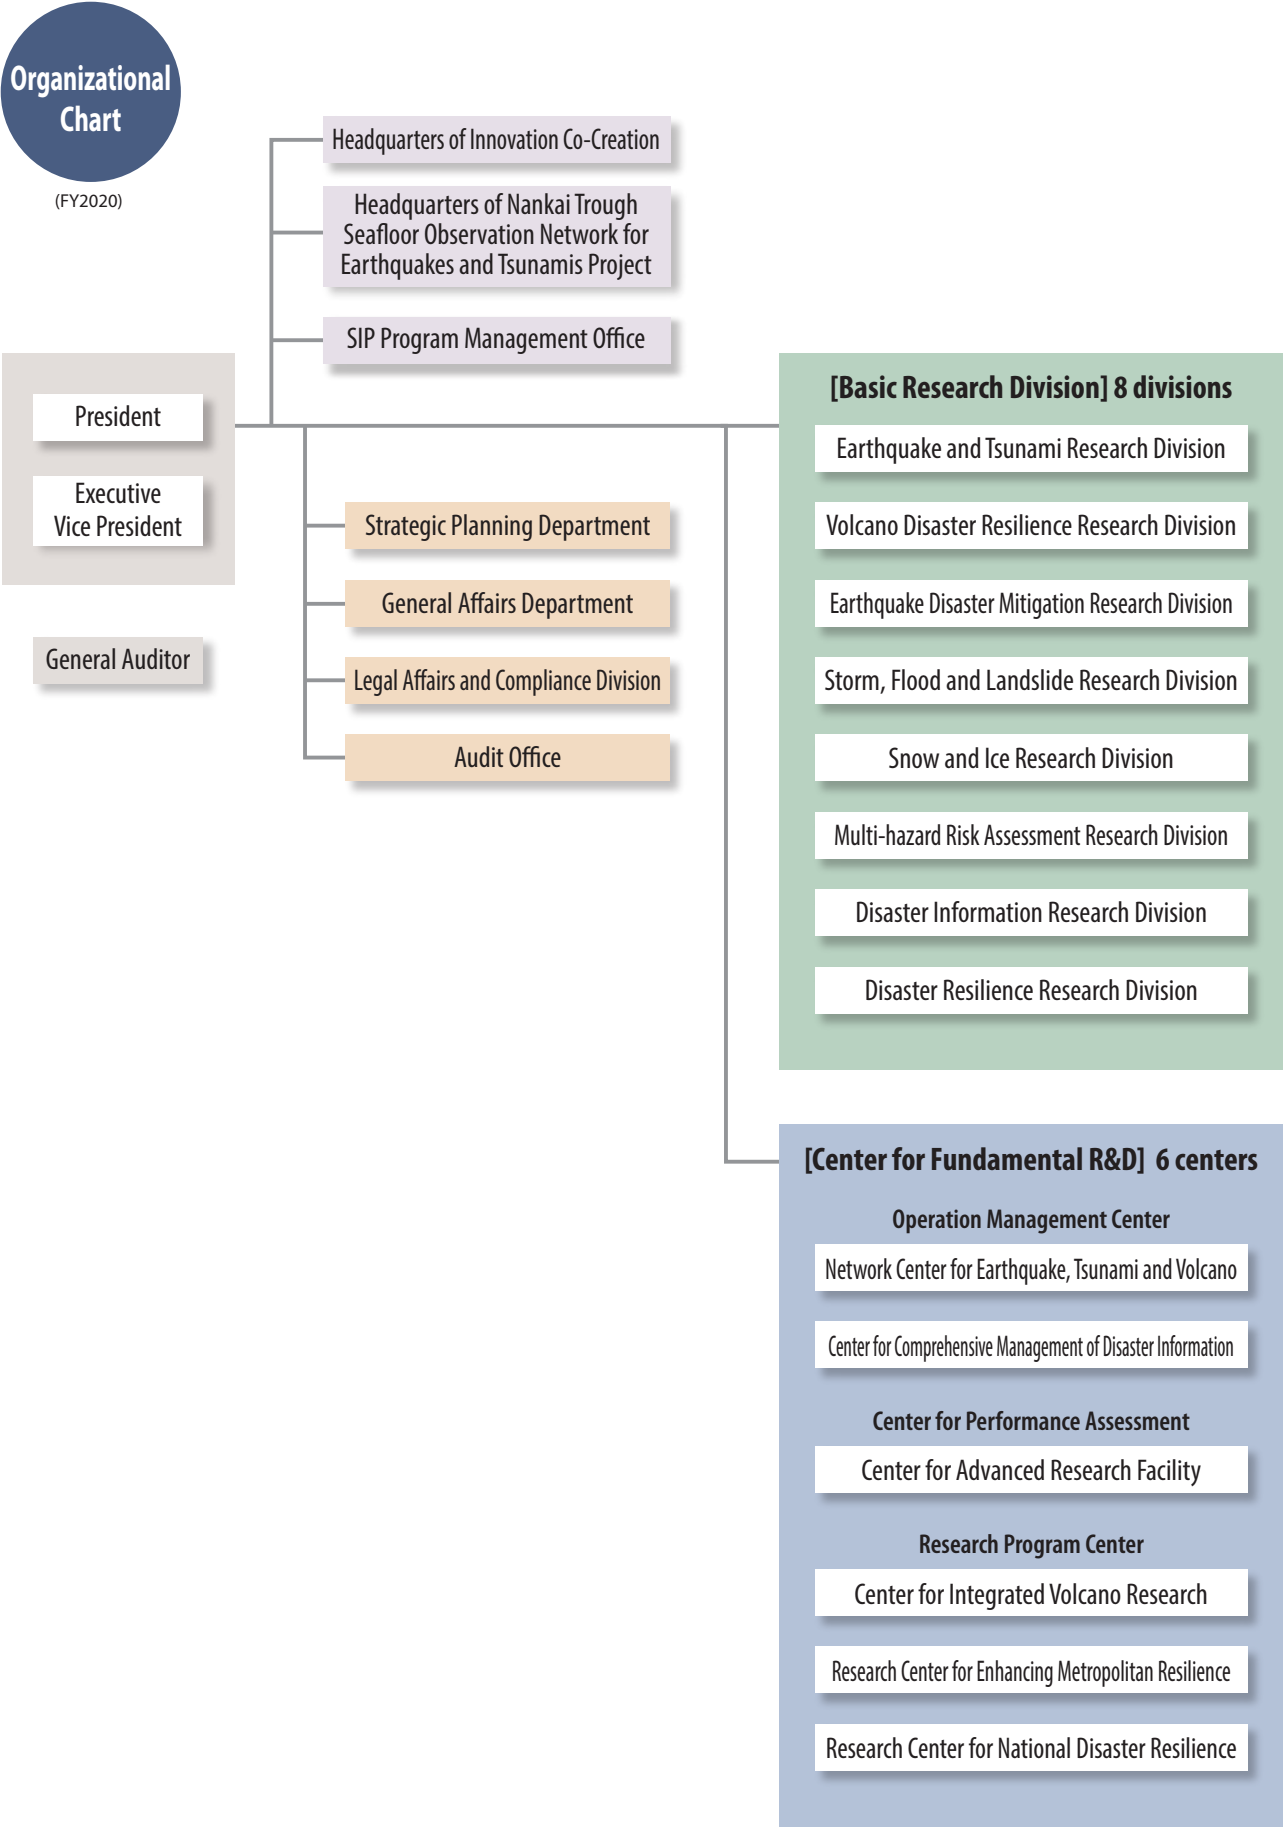 Organizational
Chart
(FY2020)
Headquarters of Innovation Co-Creation
Headquarters of Nankai Trough
Seafloor Observation Network for
Earthquakes and Tsunamis Project
SIP Program Management Office
President
Executive
Vice President
General Auditor
Strategic Planning Department
General Affairs Department
Legal Affairs and Compliance Division
Audit Office
[Basic Research Division] 8 divisions
Earthquake and Tsunami Research Division
Volcano Disaster Resilience Research Division
Earthquake Disaster Mitigation Research Division
Storm, Flood and Landslide Research Division
Snow and Ice Research Division
Multi-hazard Risk Assessment Research Division
Disaster Information Research Division
Disaster Resilience Research Division
[Center for Fundamental R&D] 6 centers
Operation Management Center
Network Center for Earthquake, Tsunami and Volcano
Center for Comprehensive Management of Disaster Information
Center for Performance Assessment
Center for Advanced Research Facility
Research Program Center
Center for Integrated Volcano Research
Research Center for Enhancing Metropolitan Resilience
Research Center for National Disaster Resilience